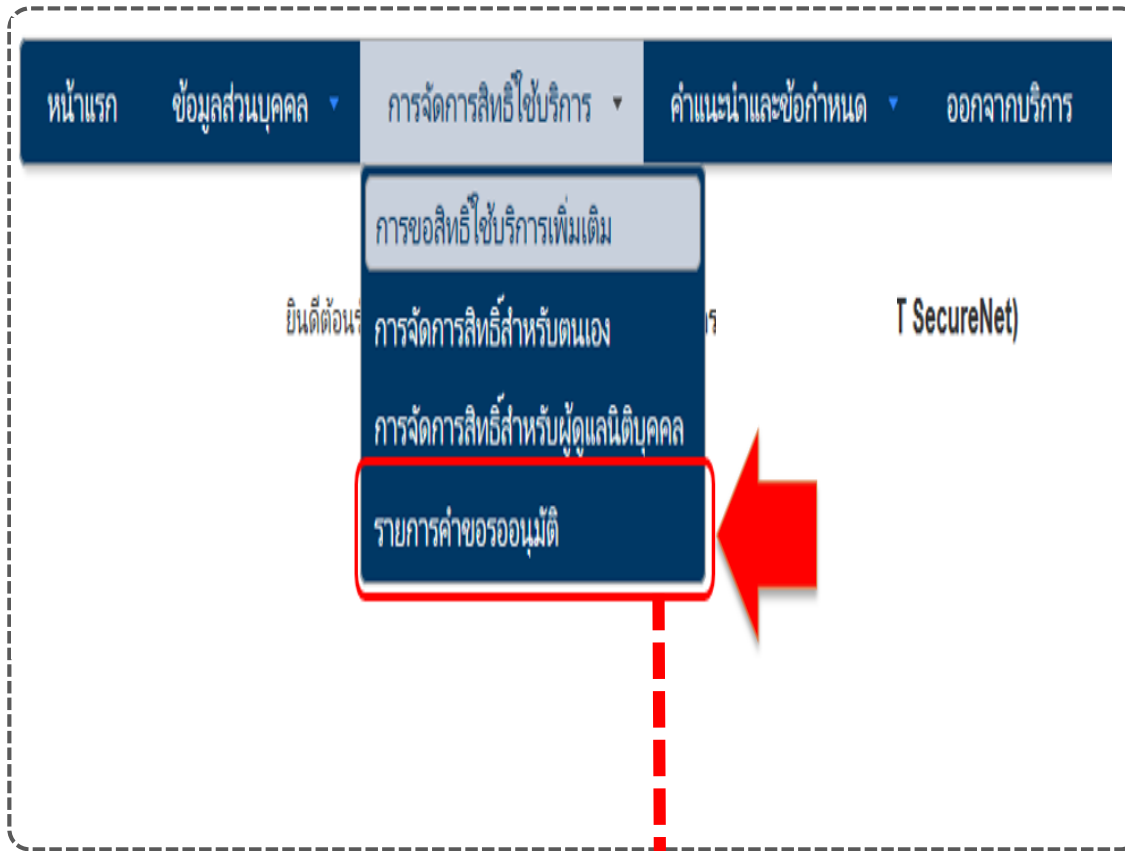 หน้าแรก ข้อมูลส่วนบุคคล การจัดการสิทธิ์ใช้บริการ คำแนะนำและข้อกำหนด ออกจากบริการ
การขอสิทธิ์ใช้บริการเพิ่มเติม
ยินดีต้อนรั T SecureNet)
การจัดการสิทธิ์สำหรับตนเอง
การจัดการสิทธิ์สำหรับผู้ดูแลนิติบุคคล
รายการคำขอรออนุมัติ